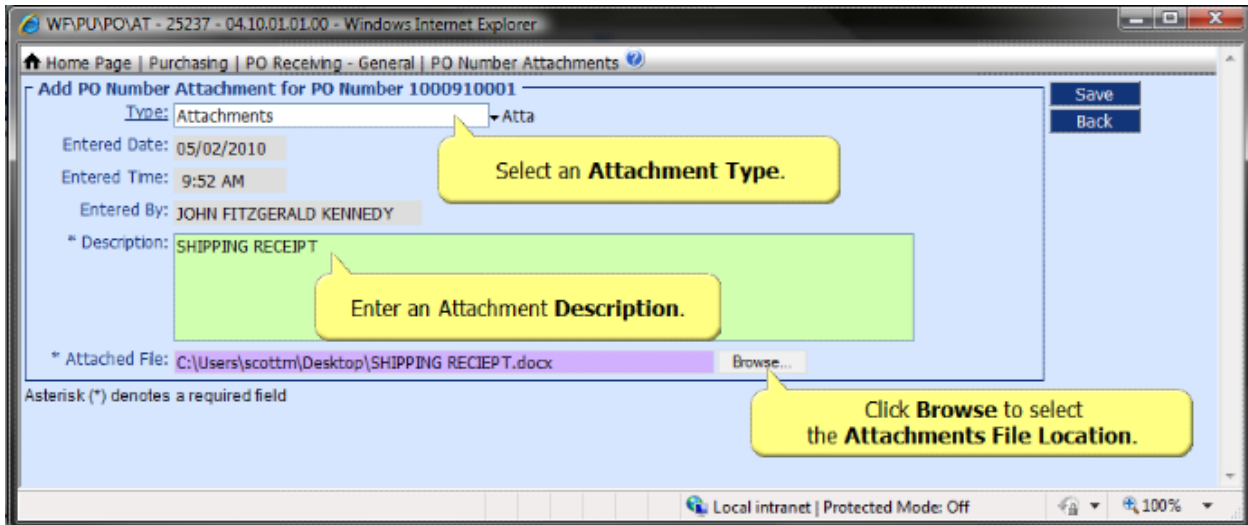 WF\PU\PO\AT - 25237 - 04.10.01.01.00 - Windows Internet Explorer
Home Page | Purchasing | PO Receiving - General | PO Number Attachments
Add PO Number Attachment for PO Number 1000910001
Save
Type: Attachments Atta
Back
Entered Date: 05/02/2010
Select an Attachment Type.
Entered Time: 9:52 AM
Entered By: JOHN FITZGERALD KENNEDY
* Description: SHIPPING RECEIPT
Enter an Attachment Description.
* Attached File: C:\Users\scottm\Desktop\SHIPPING RECIEPT.docx Browse...
Asterisk (*) denotes a required field
Click Browse to select
the Attachments File Location.
Local intranet | Protected Mode: Off 100%